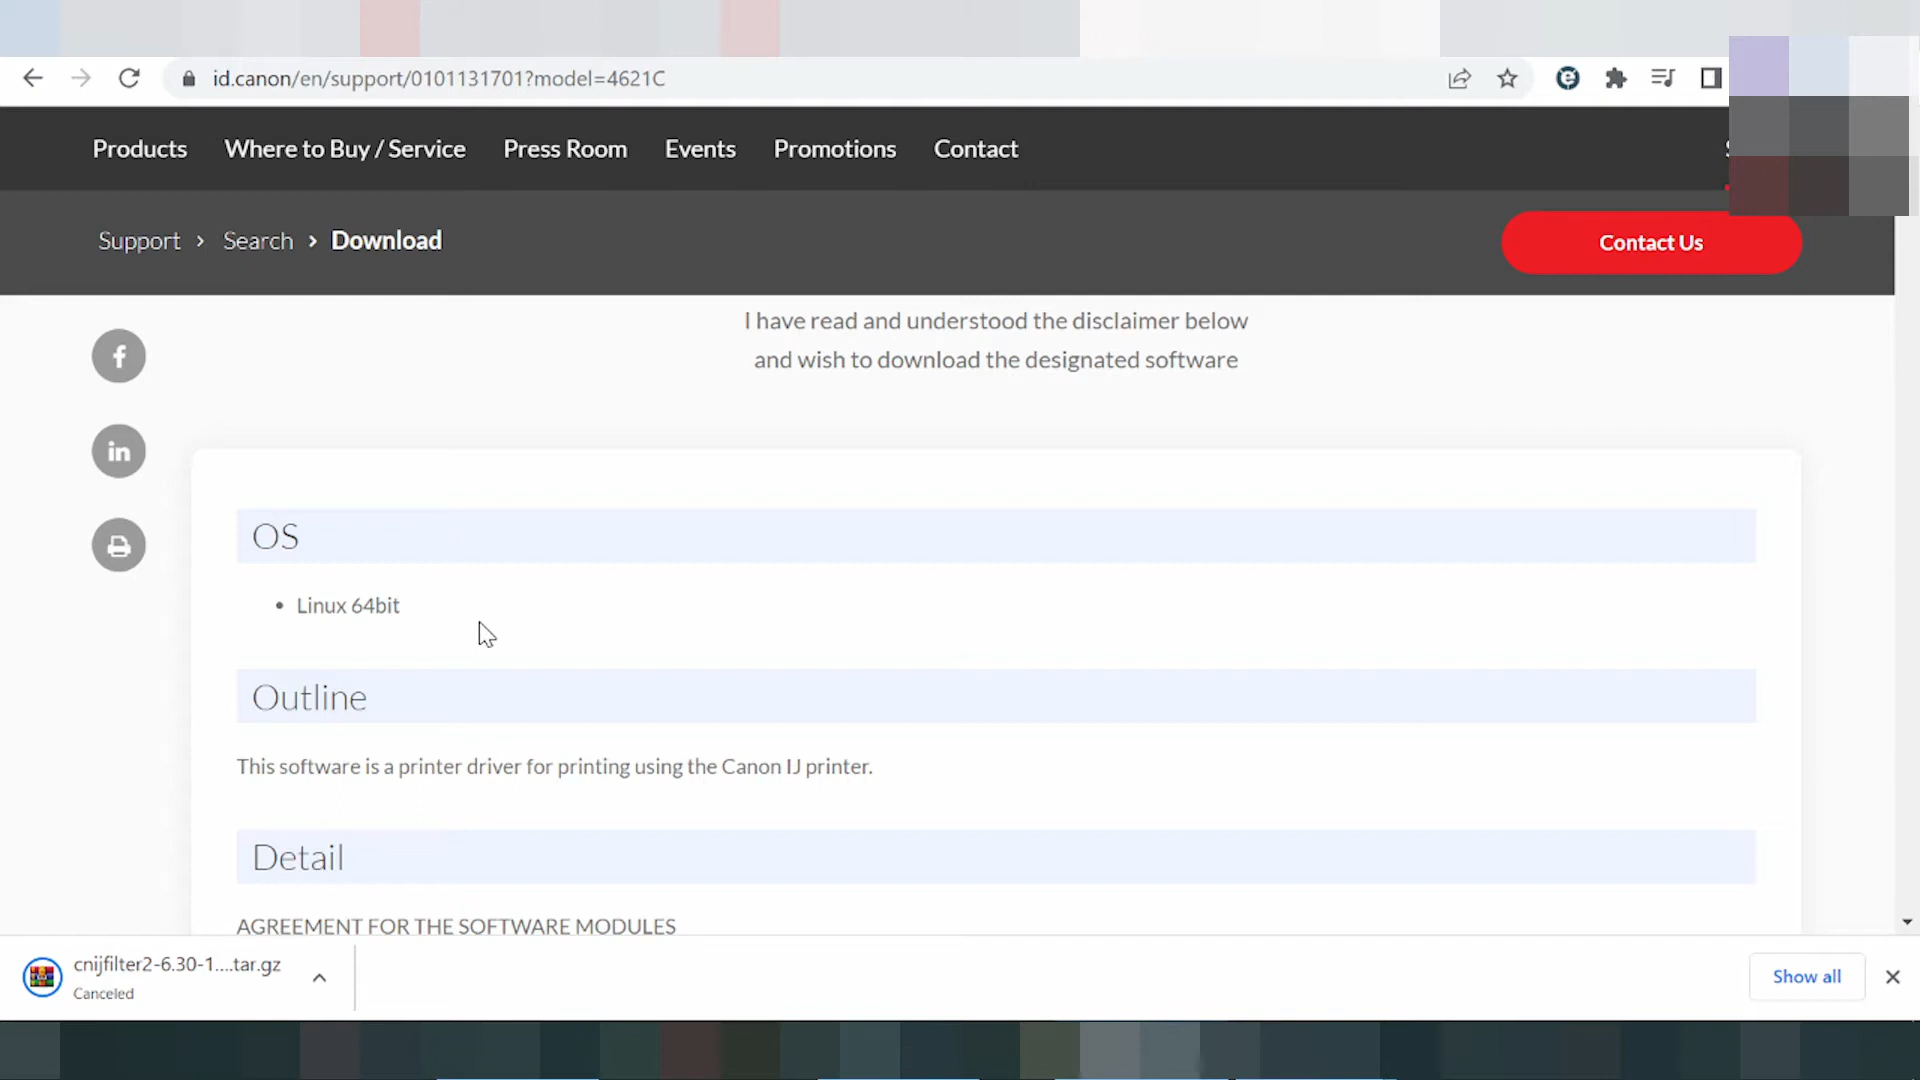 id.canon/en/support/0101131701?model=4621C
Products Where to Buy / Service Press Room Events Promotions Contact
Support › Search › Download
Contact Us
I have read and understood the disclaimer below
and wish to download the designated software
OS
• Linux 64bit
Outline
This software is a printer driver for printing using the Canon IJ printer.
Detail
AGREEMENT FOR THE SOFTWARE MODULES
cnijfilter2-6.30-1....tar.gz
Canceled
Show all